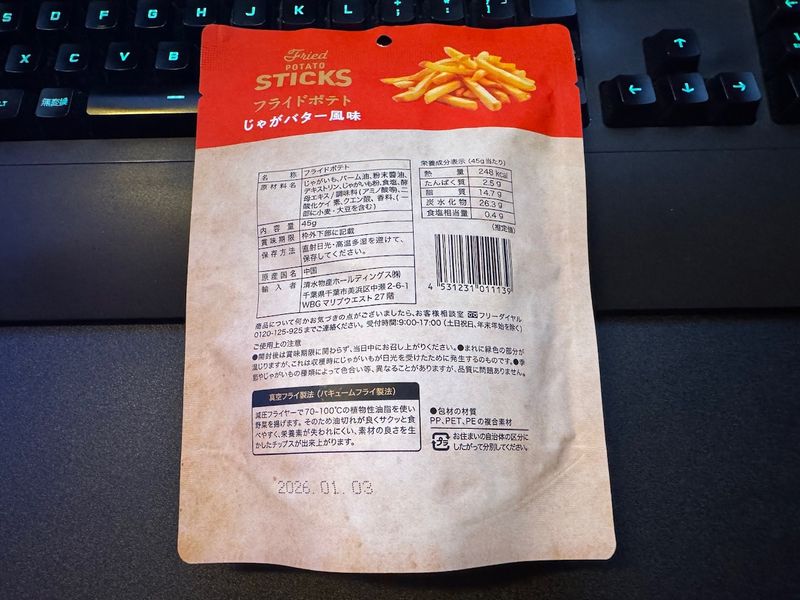 S D F G H J K L ; :
X C V B
ALT 無変換
↑
← ↓ →
Fried
POTATO
STICKS
フライドポテト
じゃがバター風味
名 称 フライドポテト
原材料名 じゃがいも、パーム油、粉末醬油、
デキストリン、じゃがいも粉、食塩、酵
母エキス/調味料(アミノ酸等)、二
酸化ケイ素、クエン酸、香料、(一
部に小麦・大豆を含む)
内容量 45g
賞味期限 枠外下部に記載
保存方法 直射日光・高温多湿を避けて、
保存してください。
原産国名 中国
輸入者 清水物産ホールディングス㈱
千葉県千葉市美浜区中瀬2-6-1
WBG マリブウエスト 27階
栄養成分表示 (45g当たり)
熱 量 248 kcal
たんぱく質 2.5g
脂 質 14.7g
炭水化物 26.3g
食塩相当量 0.4g
(推定値)
4 531231 011139
商品について何かお気づきの点がございましたら、お客様相談室 フリーダイヤル
0120-125-925までご連絡ください。受付時間:9:00-17:00 (土日祝日、年末年始を除く)
ご使用上の注意
●開封後は賞味期限に関わらず、当日中にお召し上がりください。●まれに緑色の部分が
混じりますが、これは収穫時にじゃがいもが日光を受けたために発生するものです。●季
節やじゃがいもの種類によって色合い等、異なることがありますが、品質に問題ありません。
真空フライ製法 (バキュームフライ製法)
減圧フライヤーで70~100℃の植物性油脂を使い
野菜を揚げます。そのため油切れが良くサクッと食
べやすく、栄養素が失われにくい、素材の良さを生
かしたチップスが出来上がります。
●包材の材質
PP、PET、PEの複合素材
プラ
お住まいの自治体の区分に
したがって分別してください。
2026.01.03